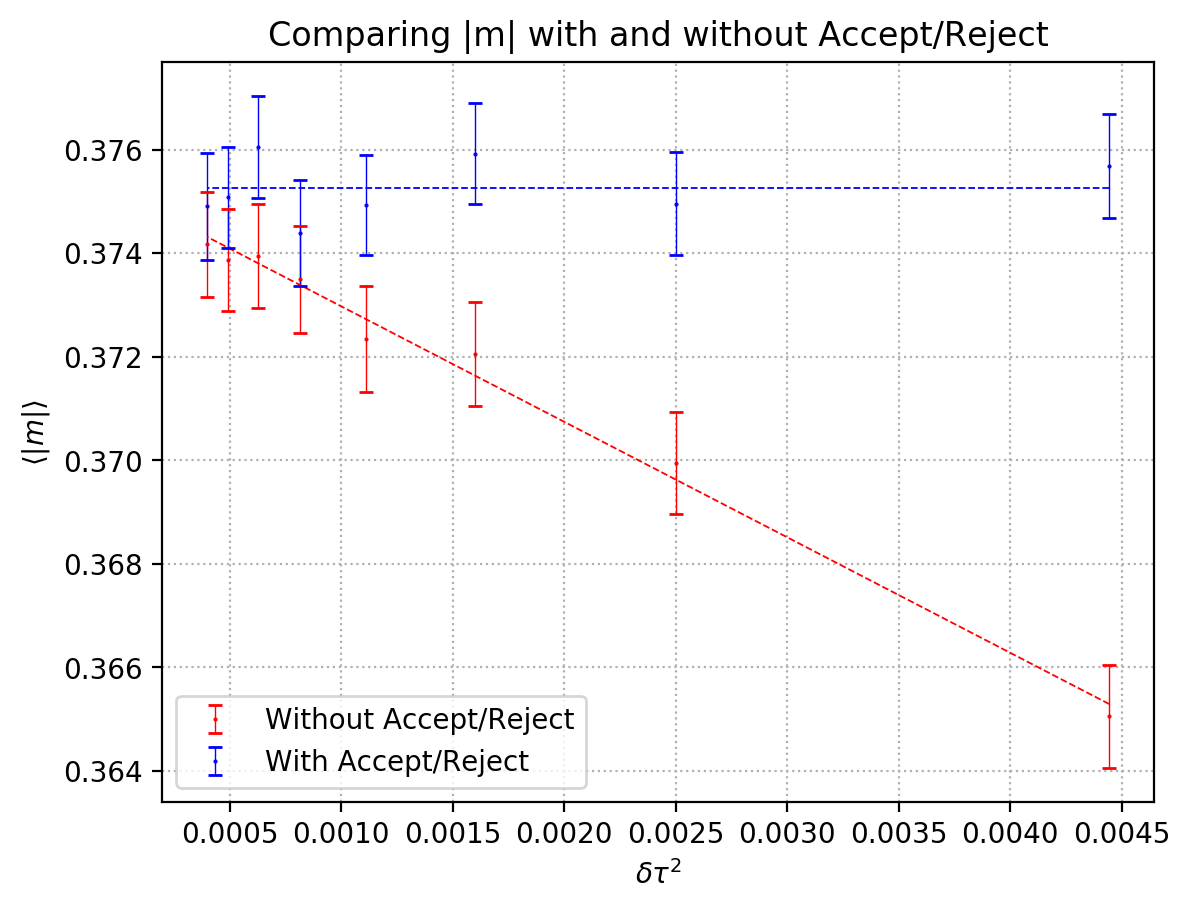 Comparing |m| with and without Accept/Reject
0.376
0.374
0.372
0.370
0.368
0.366
0.364
⟨|m|⟩
Without Accept/Reject
With Accept/Reject
0.0005 0.0010 0.0015 0.0020 0.0025 0.0030 0.0035 0.0040 0.0045
δτ²